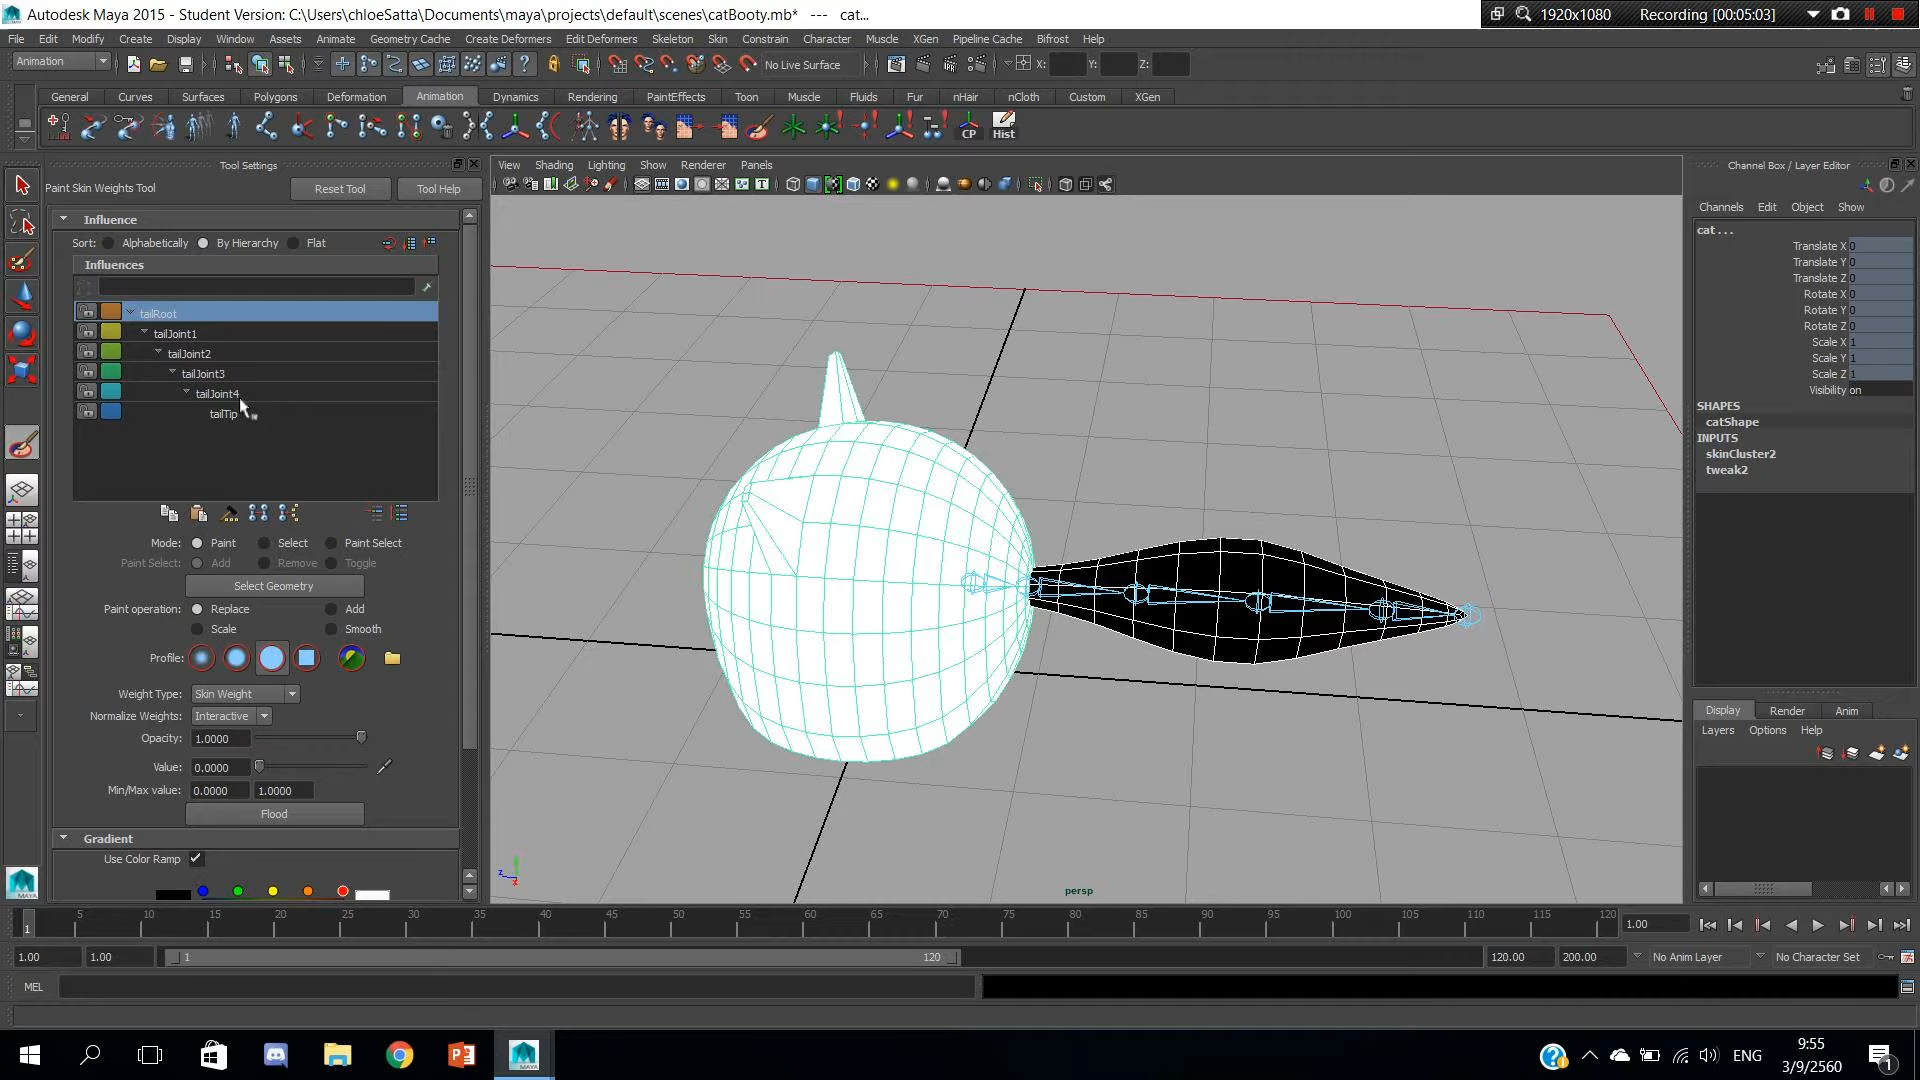 Autodesk Maya 2015 - Student Version: C:\Users\chloeSatta\Documents\maya\projects\default\scenes\catBooty.mb* --- cat...
1920x1080 Recording [00:05:03]
File Edit Modify Create Display Window Assets Animate Geometry Cache Create Deformers Edit Deformers Skeleton Skin Constrain Character Muscle XGen Pipeline Cache Bifrost Help
Animation No Live Surface X: Y: Z:
General Curves Surfaces Polygons Deformation Animation Dynamics Rendering PaintEffects Toon Muscle Fluids Fur nHair nCloth Custom XGen
CP Hist
Tool Settings
Paint Skin Weights Tool Reset Tool Tool Help
Influence
Sort: Alphabetically By Hierarchy Flat
Influences
tailRoot
tailJoint1
tailJoint2
tailJoint3
tailJoint4
tailTip
Mode: Paint Select Paint Select
Paint Select: Add Remove Toggle
Select Geometry
Paint operation: Replace Add
Scale Smooth
Profile:
Weight Type: Skin Weight
Normalize Weights: Interactive
Opacity: 1.0000
Value: 0.0000
Min/Max value: 0.0000 1.0000
Flood
Gradient
Use Color Ramp
View Shading Lighting Show Renderer Panels
z x
persp
Channel Box / Layer Editor
Channels Edit Object Show
cat...
Translate X 0
Translate Y 0
Translate Z 0
Rotate X 0
Rotate Y 0
Rotate Z 0
Scale X 1
Scale Y 1
Scale Z 1
Visibility on
SHAPES
catShape
INPUTS
skinCluster2
tweak2
Display Render Anim
Layers Options Help
1 5 10 15 20 25 30 35 40 45 50 55 60 65 70 75 80 85 90 95 100 105 110 115 120 1.00
1.00 1.00 1 120 120.00 200.00 No Anim Layer No Character Set
MEL
MAYA
ENG
9:55
3/9/2560
1